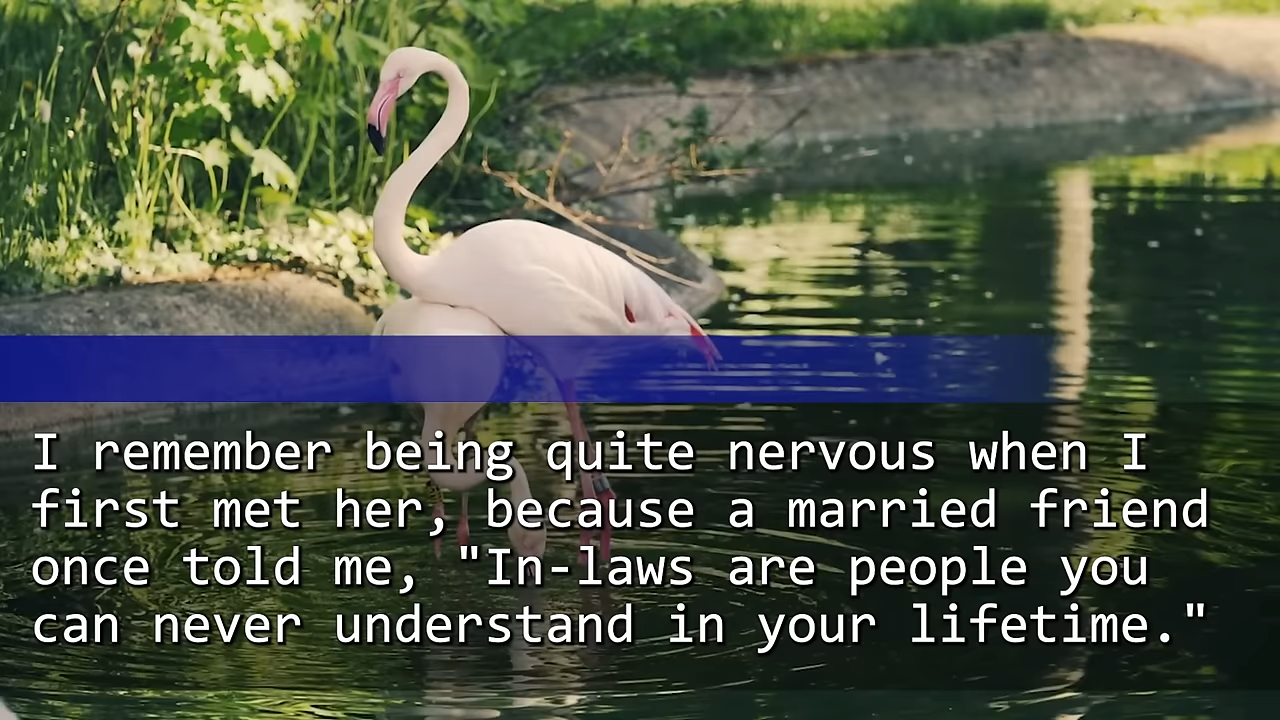 I remember being quite nervous when I
first met her, because a married friend
once told me, "In-laws are people you
can never understand in your lifetime."